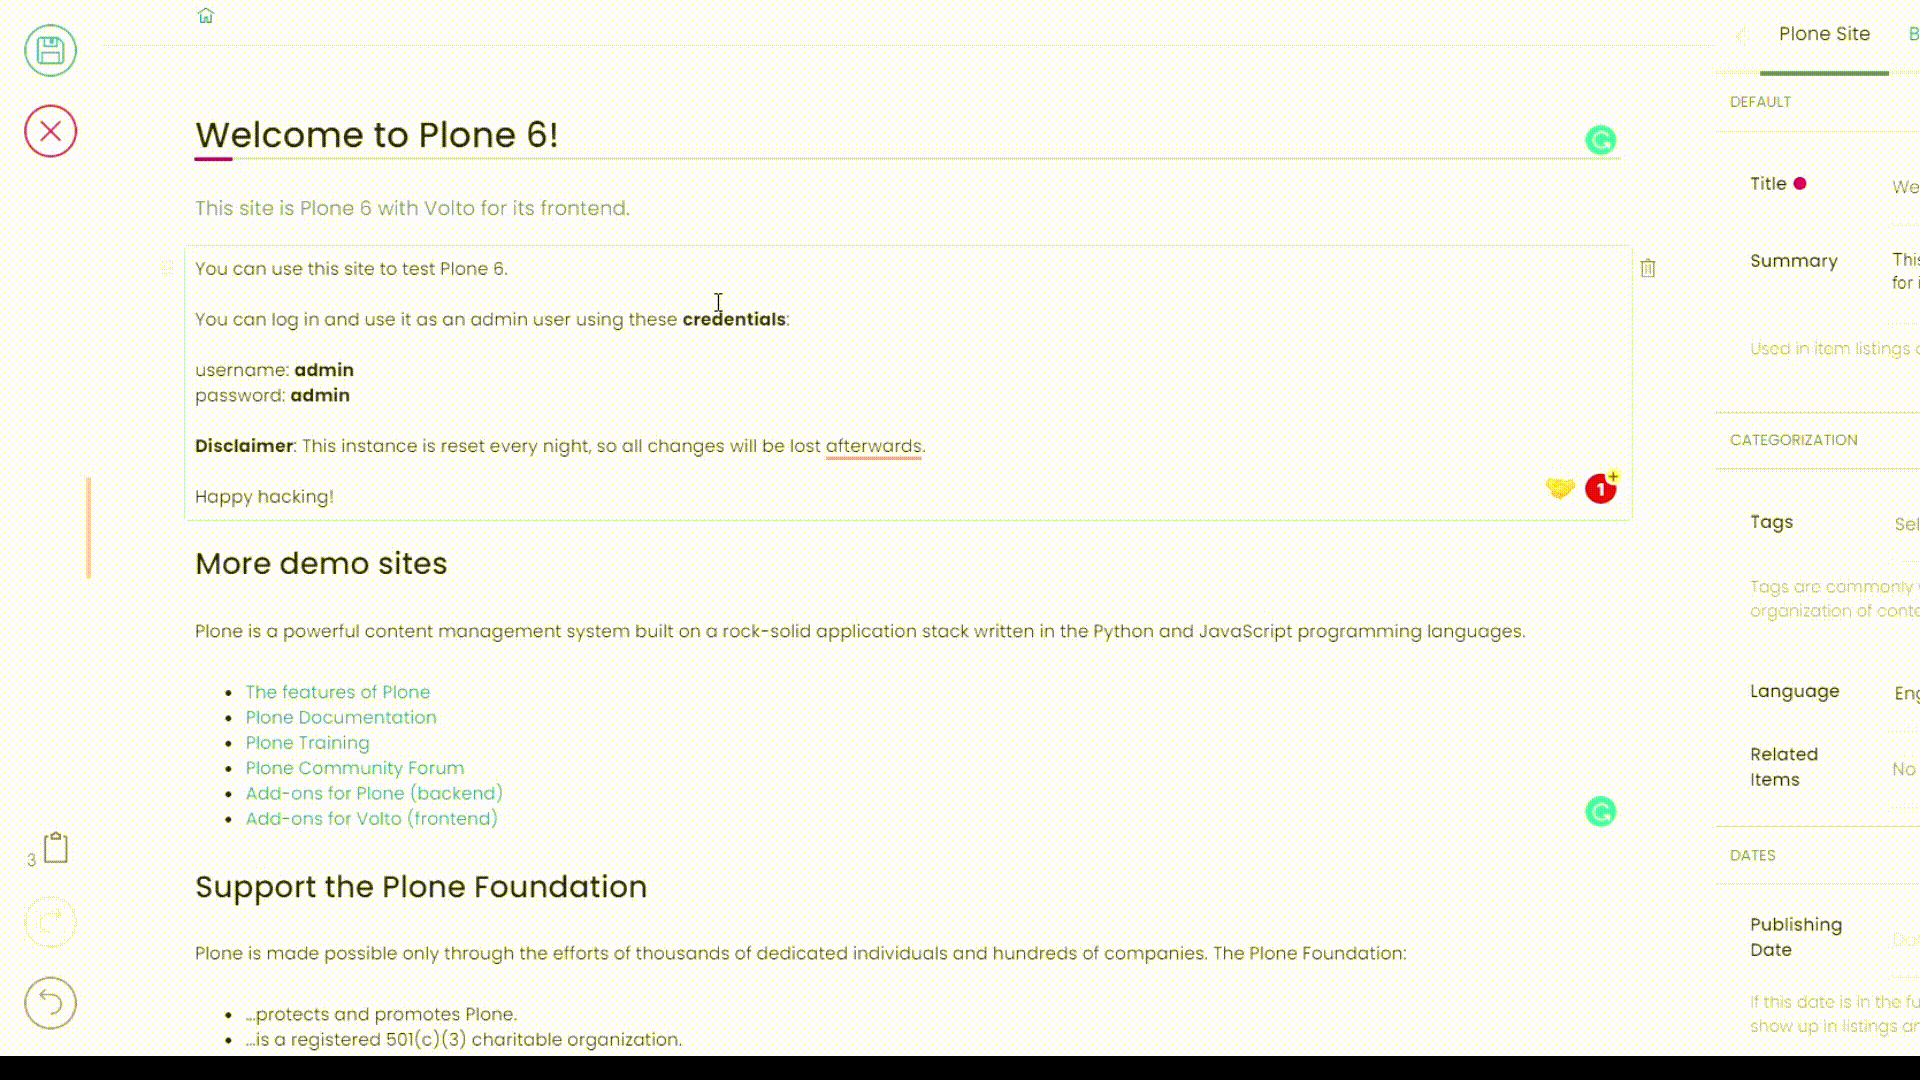 Plone Site
Welcome to Plone 6!
This site is Plone 6 with Volto for its frontend.
You can use this site to test Plone 6.
You can log in and use it as an admin user using these credentials:
username: admin
password: admin
Disclaimer: This instance is reset every night, so all changes will be lost afterwards.
Happy hacking!
1
+
More demo sites
Plone is a powerful content management system built on a rock-solid application stack written in the Python and JavaScript programming languages.
The features of Plone
Plone Documentation
Plone Training
Plone Community Forum
Add-ons for Plone (backend)
Add-ons for Volto (frontend)
3
Support the Plone Foundation
Plone is made possible only through the efforts of thousands of dedicated individuals and hundreds of companies. The Plone Foundation:
...protects and promotes Plone.
...is a registered 501(c)(3) charitable organization.
DEFAULT
Title
Summary
This
for
Used in item listings
CATEGORIZATION
Tags
Tags are commonly
organization of
Language
Related
Items
No
DATES
Publishing
Date
If this date is in the
show up in listings